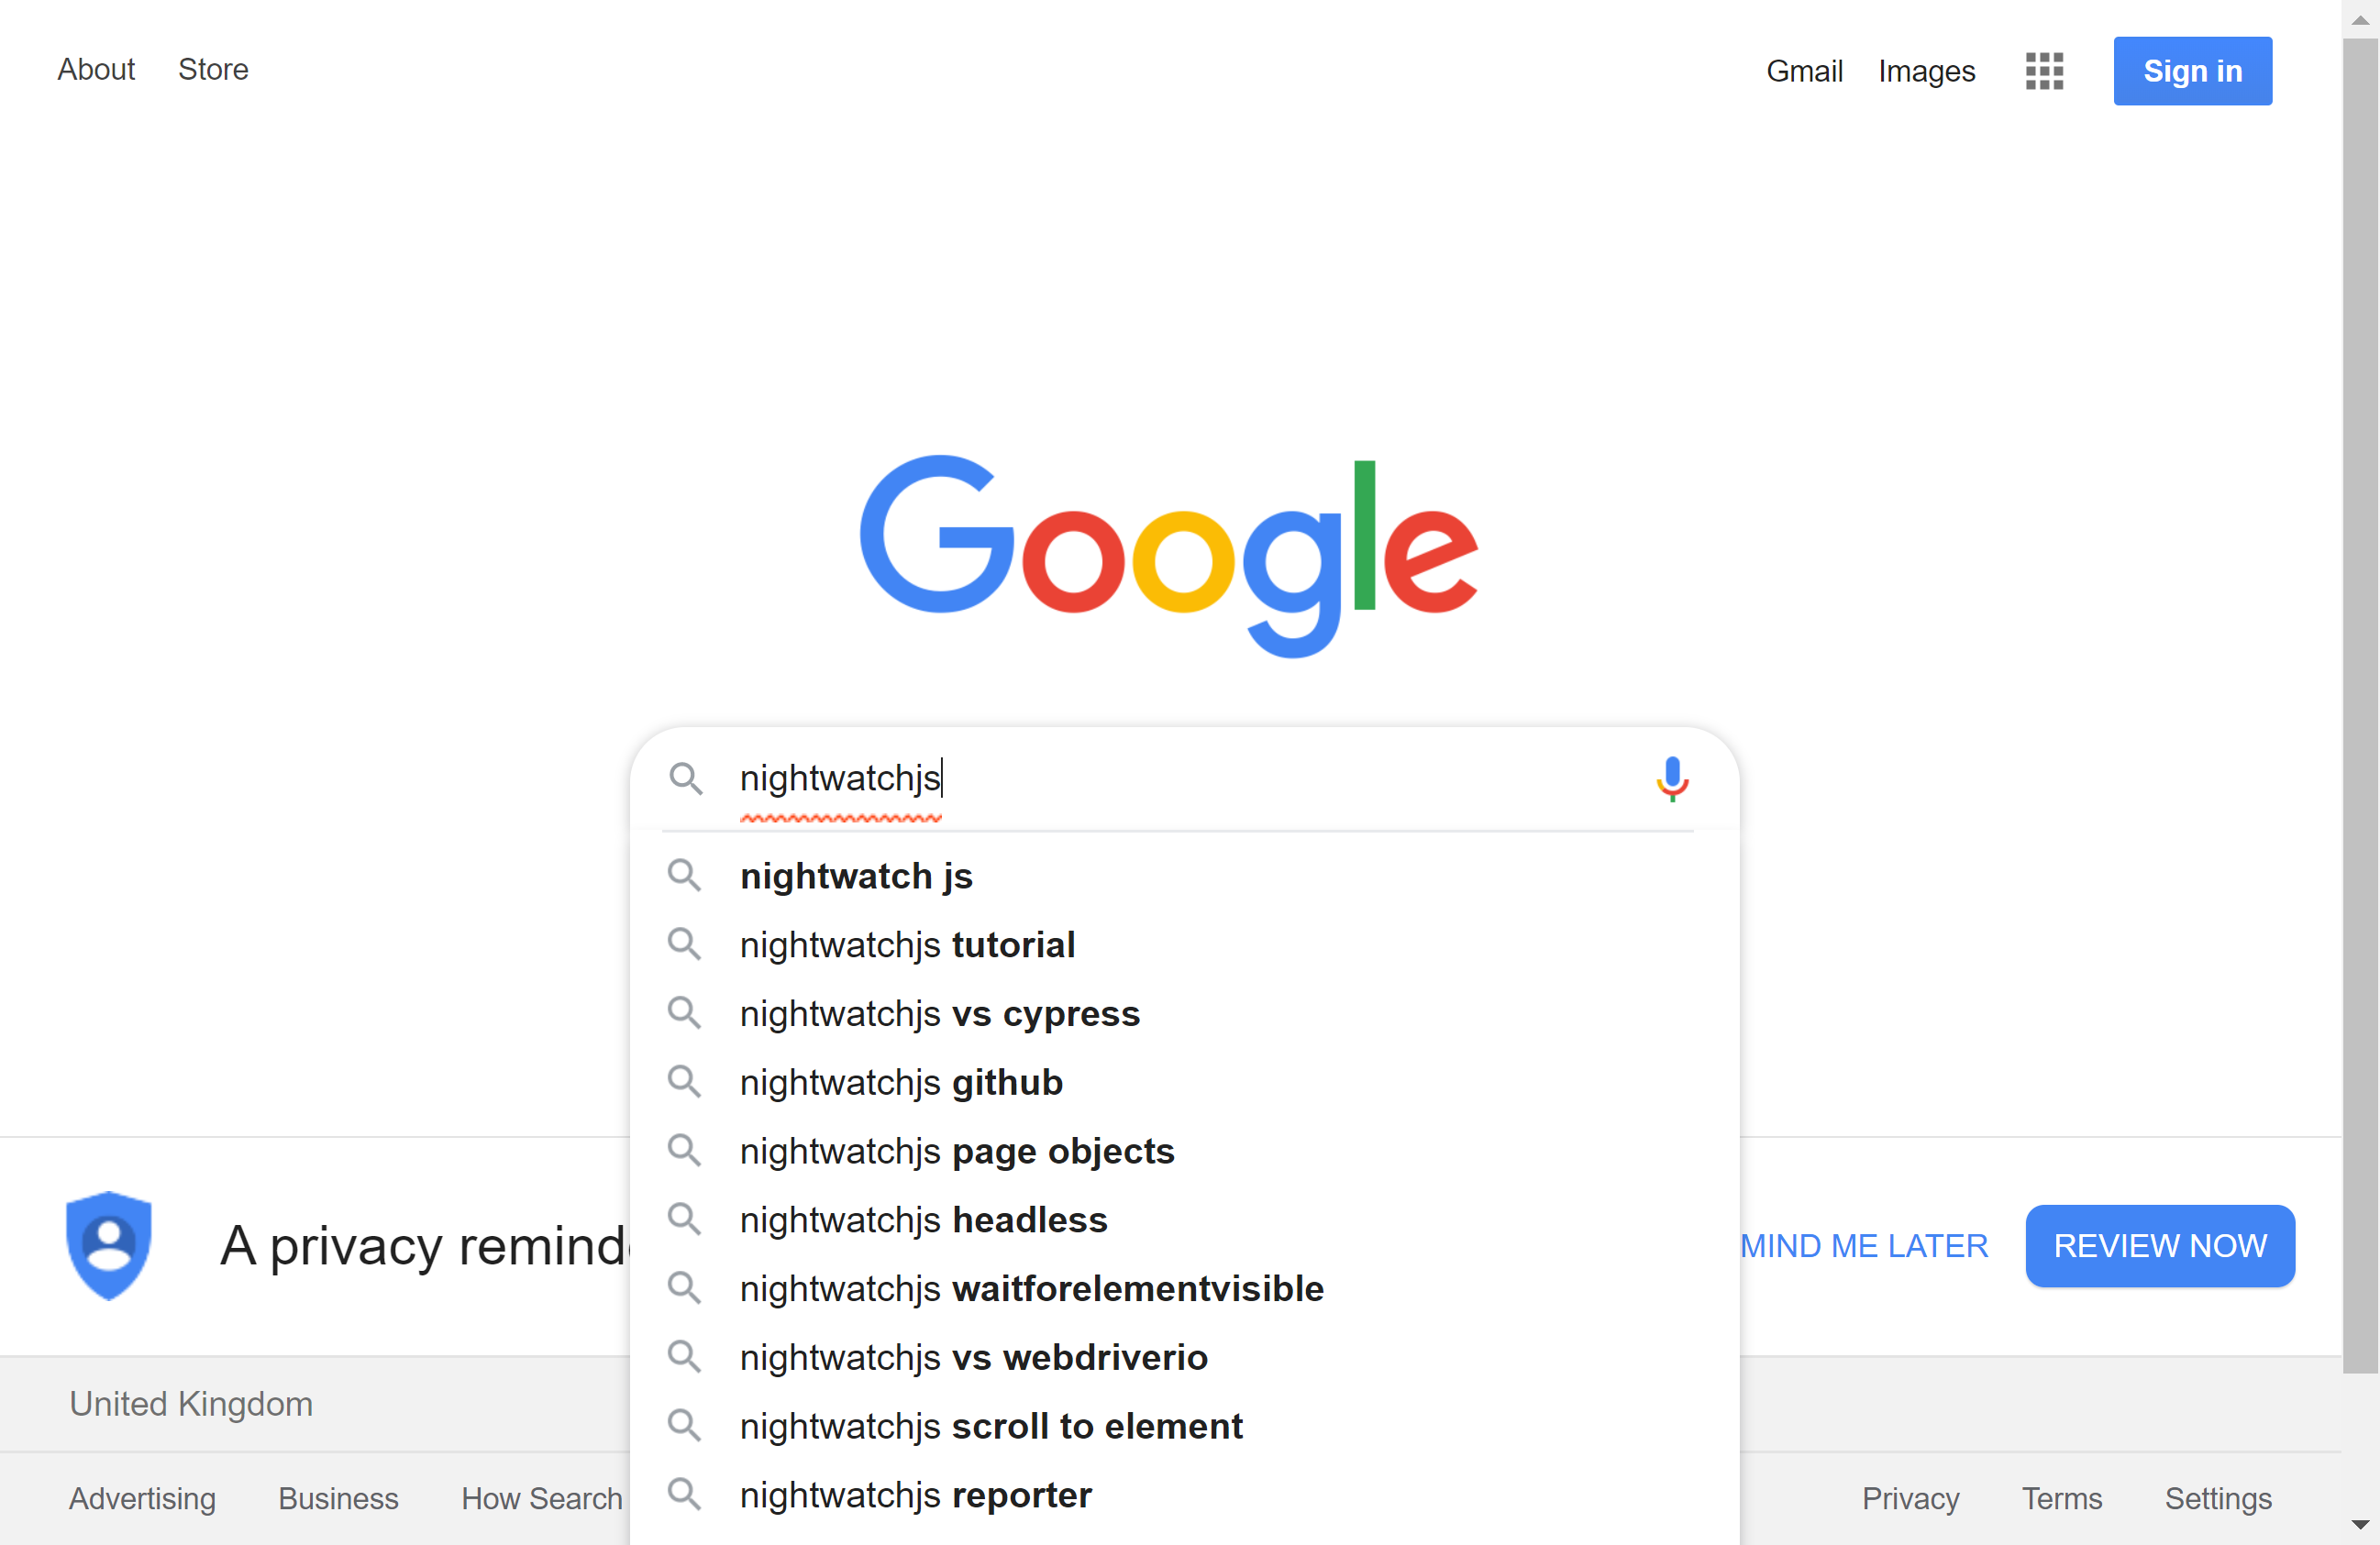 About Store Gmail Images Sign in
Google
nightwatchjs
nightwatch js
nightwatchjs tutorial
nightwatchjs vs cypress
nightwatchjs github
nightwatchjs page objects
nightwatchjs headless
nightwatchjs waitforelementvisible
nightwatchjs vs webdriverio
nightwatchjs scroll to element
nightwatchjs reporter
A privacy MIND ME LATER REVIEW NOW
United Kingdom
Advertising Business How Search Privacy Terms Settings